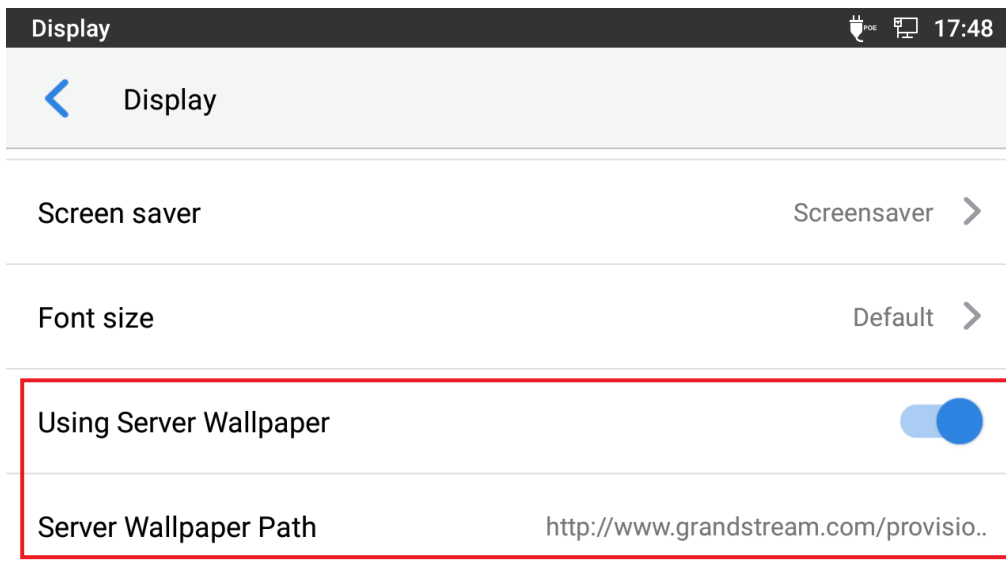 Display
POE 17:48
Display
Screen saver Screensaver
Font size Default
Using Server Wallpaper
Server Wallpaper Path http://www.grandstream.com/provisio..